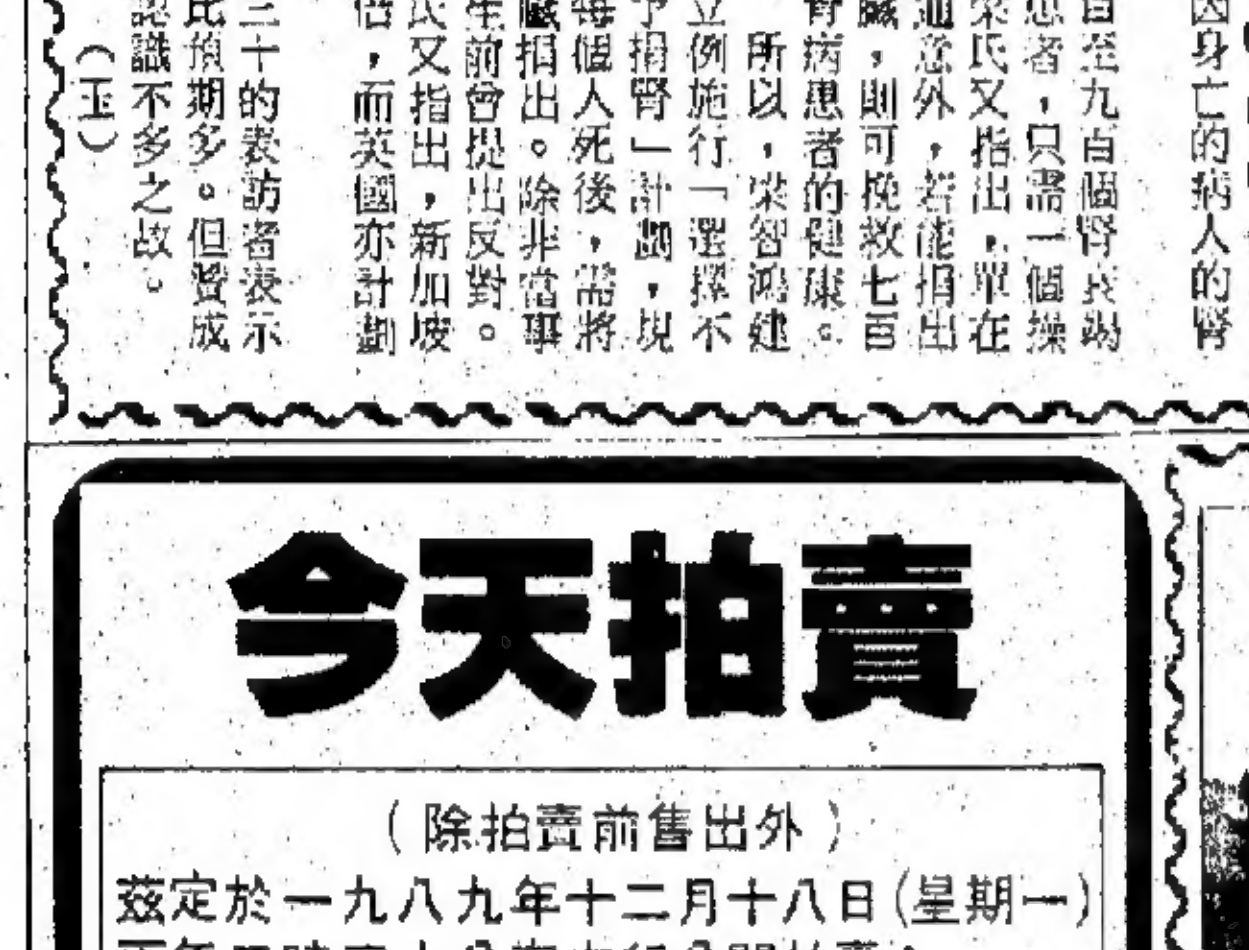 因身亡的病人的腎
百至九百個腎衰竭
患者，只需一個操
梁氏又指出，單在
通意外，若能捐出
臟，則可挽救七百
腎病患者的健康。
所以，梁智鴻建
立例施行「選擇不
予捐腎」計劃，規
每個人死後，需將
臟捐出。除非當事
生前曾提出反對。
氏又指出，新加坡
倍，而英國亦計劃
三十的表訪者表示
比預期多。但贊成
認識不多之故。
（玉）
今天拍賣
（除拍賣前售出外）
茲定於一九八九年十二月十八日(星期一)